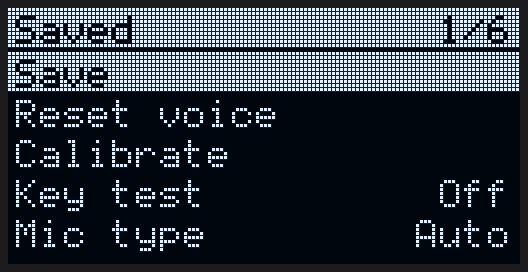 Saved 1/6
Save
Reset voice
Calibrate
Key test Off
Mic type Auto